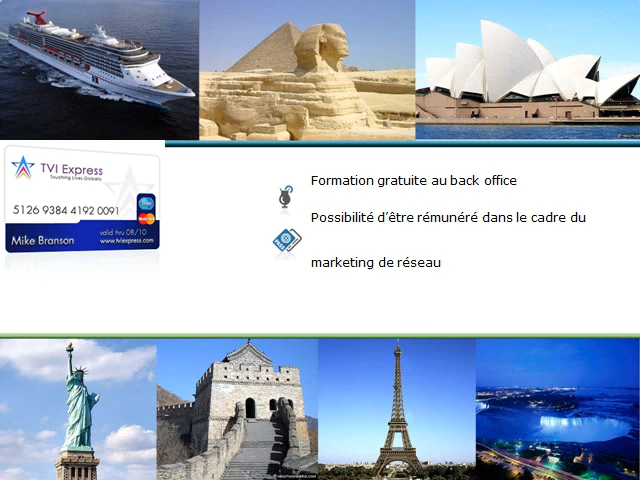 TVI Express
Touching Lives Globally
5126 9384 4192 0091
valid thru 08/10
Mike Branson
www.tviexpress.com
Formation gratuite au back office
Possibilité d´être rémunéré dans le cadre du
marketing de réseau